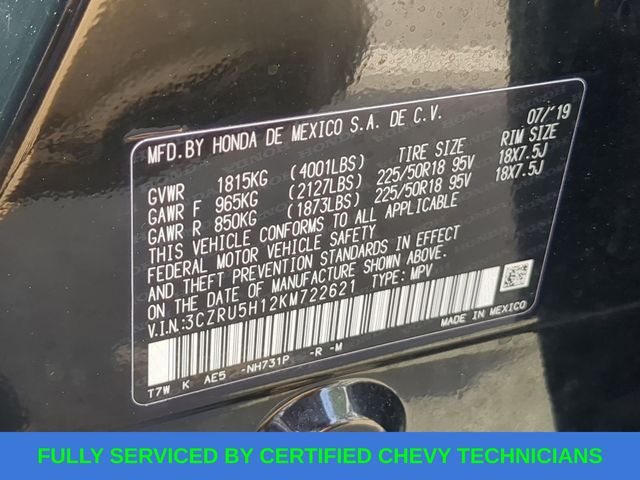 MFD.BY HONDA DE MEXICO S.A. DE C.V. 07/'19
TIRE SIZE RIM SIZE
GVWR 1815KG (4001LBS)
GAWR F 965KG (2127LBS) 225/50R18 95V 18X7.5J
GAWR R 850KG (1873LBS) 225/50R18 95V 18X7.5J
THIS VEHICLE CONFORMS TO ALL APPLICABLE
FEDERAL MOTOR VEHICLE SAFETY
AND THEFT PREVENTION STANDARDS IN EFFECT
ON THE DATE OF MANUFACTURE SHOWN ABOVE.
V.I.N:3CZRU5H12KM722621 TYPE: MPV
MADE IN MEXICO
T7W K AE5 -NH731P -R -M
FULLY SERVICED BY CERTIFIED CHEVY TECHNICIANS